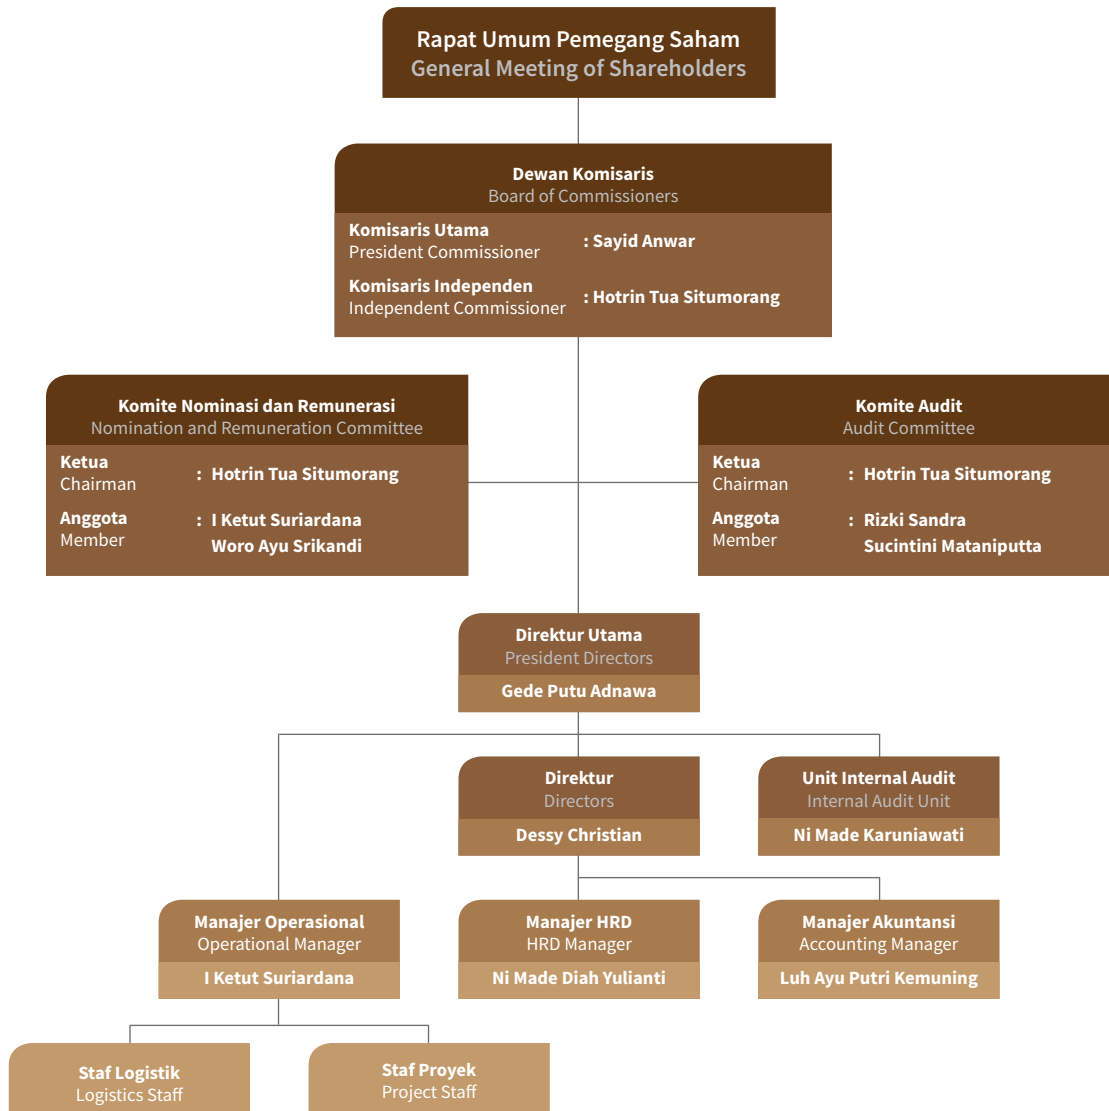 Rapat Umum Pemegang Saham
General Meeting of Shareholders
Dewan Komisaris
Board of Commissioners
Komisaris Utama
President Commissioner
: Sayid Anwar
Komisaris Independen
Independent Commissioner
: Hotrin Tua Situmorang
Komite Nominasi dan Remunerasi
Nomination and Remuneration Committee
Ketua
Chairman
: Hotrin Tua Situmorang
Anggota
Member
: I Ketut Suriardana
Woro Ayu Srikandi
Komite Audit
Audit Committee
Ketua
Chairman
: Hotrin Tua Situmorang
Anggota
Member
: Rizki Sandra
Sucintini Mataniputta
Direktur Utama
President Directors
Gede Putu Adnawa
Direktur
Directors
Dessy Christian
Unit Internal Audit
Internal Audit Unit
Ni Made Karuniawati
Manajer Operasional
Operational Manager
I Ketut Suriardana
Manajer HRD
HRD Manager
Ni Made Diah Yulianti
Manajer Akuntansi
Accounting Manager
Luh Ayu Putri Kemuning
Staf Logistik
Logistics Staff
Staf Proyek
Project Staff